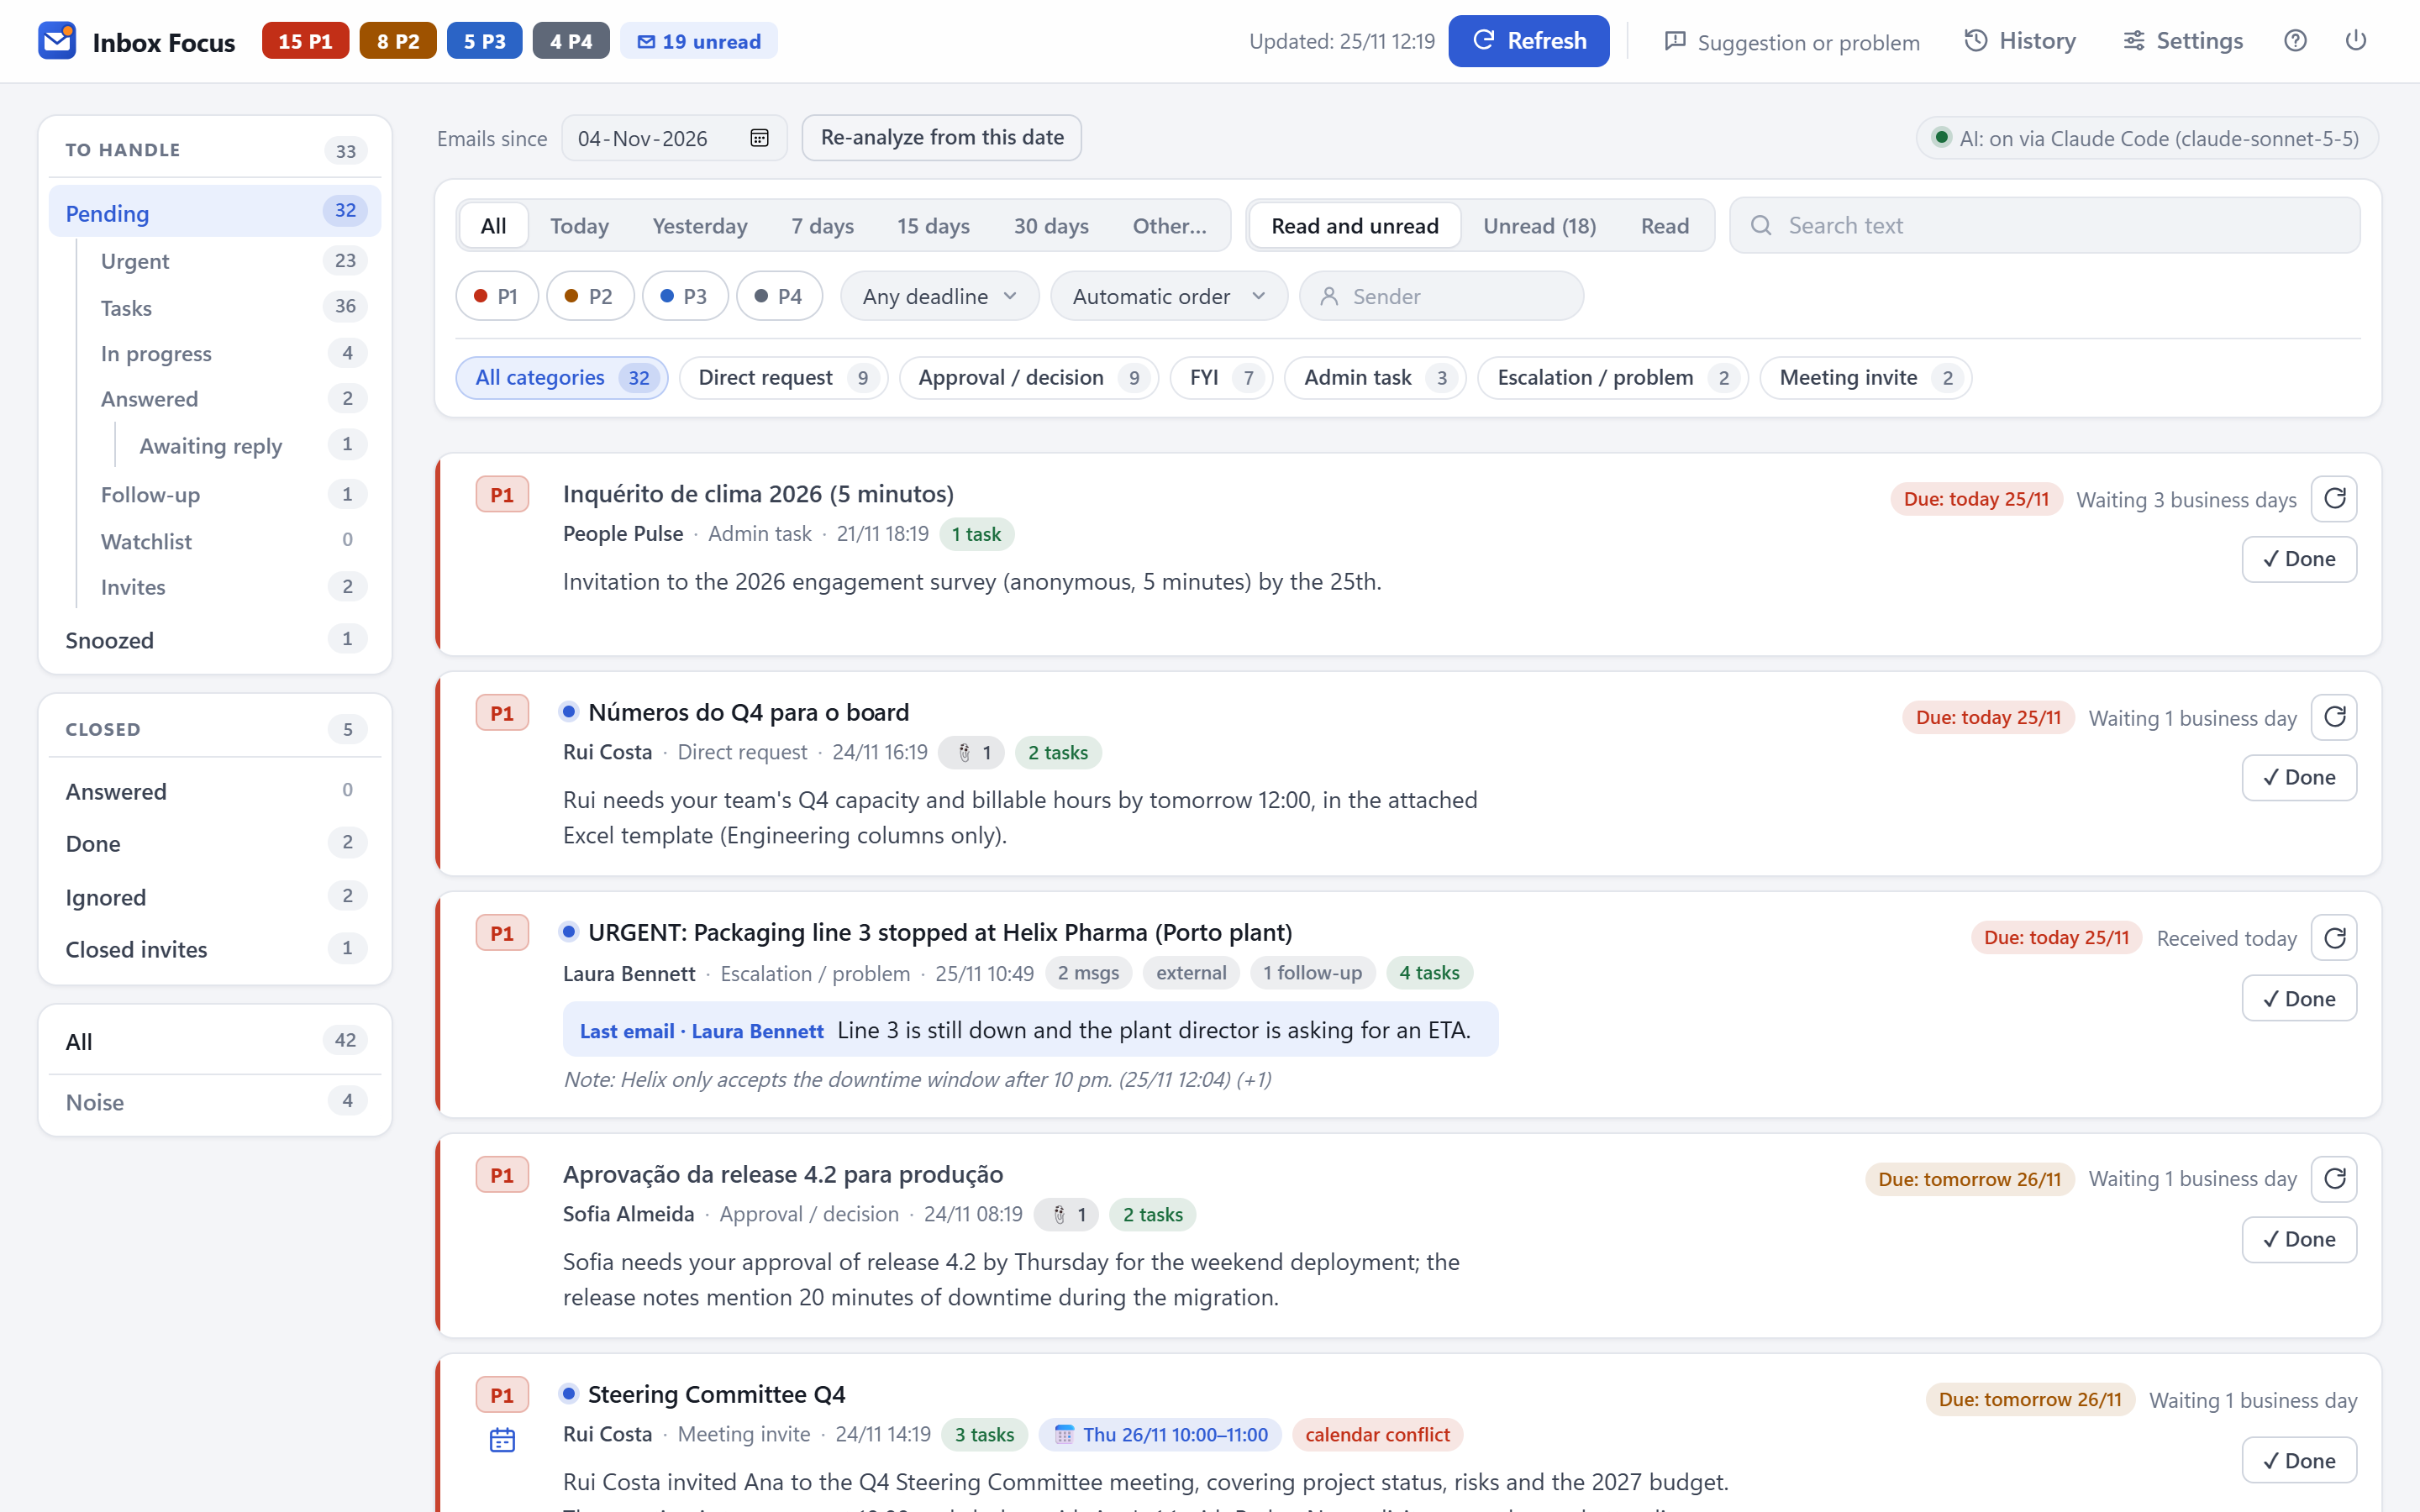 Inbox Focus 15 P1 8 P2 5 P3 4 P4 19 unread Updated: 25/11 12:19 Refresh Suggestion or problem History Settings
TO HANDLE 33
Pending 32
Urgent 23
Tasks 36
In progress 4
Answered 2
Awaiting reply 1
Follow-up 1
Watchlist 0
Invites 2
Snoozed 1
CLOSED 5
Answered 0
Done 2
Ignored 2
Closed invites 1
All 42
Noise 4
Emails since 04-Nov-2026 Re-analyze from this date AI: on via Claude Code (claude-sonnet-5-5)
All Today Yesterday 7 days 15 days 30 days Other... Read and unread Unread (18) Read Search text
P1 P2 P3 P4 Any deadline Automatic order Sender
All categories 32 Direct request 9 Approval / decision 9 FYI 7 Admin task 3 Escalation / problem 2 Meeting invite 2
P1 Inquérito de clima 2026 (5 minutos) Due: today 25/11 Waiting 3 business days
People Pulse · Admin task · 21/11 18:19 1 task
✓ Done
Invitation to the 2026 engagement survey (anonymous, 5 minutes) by the 25th.
P1 Números do Q4 para o board Due: today 25/11 Waiting 1 business day
Rui Costa · Direct request · 24/11 16:19 1 2 tasks
✓ Done
Rui needs your team's Q4 capacity and billable hours by tomorrow 12:00, in the attached
Excel template (Engineering columns only).
P1 URGENT: Packaging line 3 stopped at Helix Pharma (Porto plant) Due: today 25/11 Received today
Laura Bennett · Escalation / problem · 25/11 10:49 2 msgs external 1 follow-up 4 tasks
✓ Done
Last email · Laura Bennett Line 3 is still down and the plant director is asking for an ETA.
Note: Helix only accepts the downtime window after 10 pm. (25/11 12:04) (+1)
P1 Aprovação da release 4.2 para produção Due: tomorrow 26/11 Waiting 1 business day
Sofia Almeida · Approval / decision · 24/11 08:19 1 2 tasks
✓ Done
Sofia needs your approval of release 4.2 by Thursday for the weekend deployment; the
release notes mention 20 minutes of downtime during the migration.
P1 Steering Committee Q4 Due: tomorrow 26/11 Waiting 1 business day
Rui Costa · Meeting invite · 24/11 14:19 3 tasks Thu 26/11 10:00–11:00 calendar conflict
✓ Done
Rui Costa invited Ana to the Q4 Steering Committee meeting, covering project status, risks and the 2027 budget.